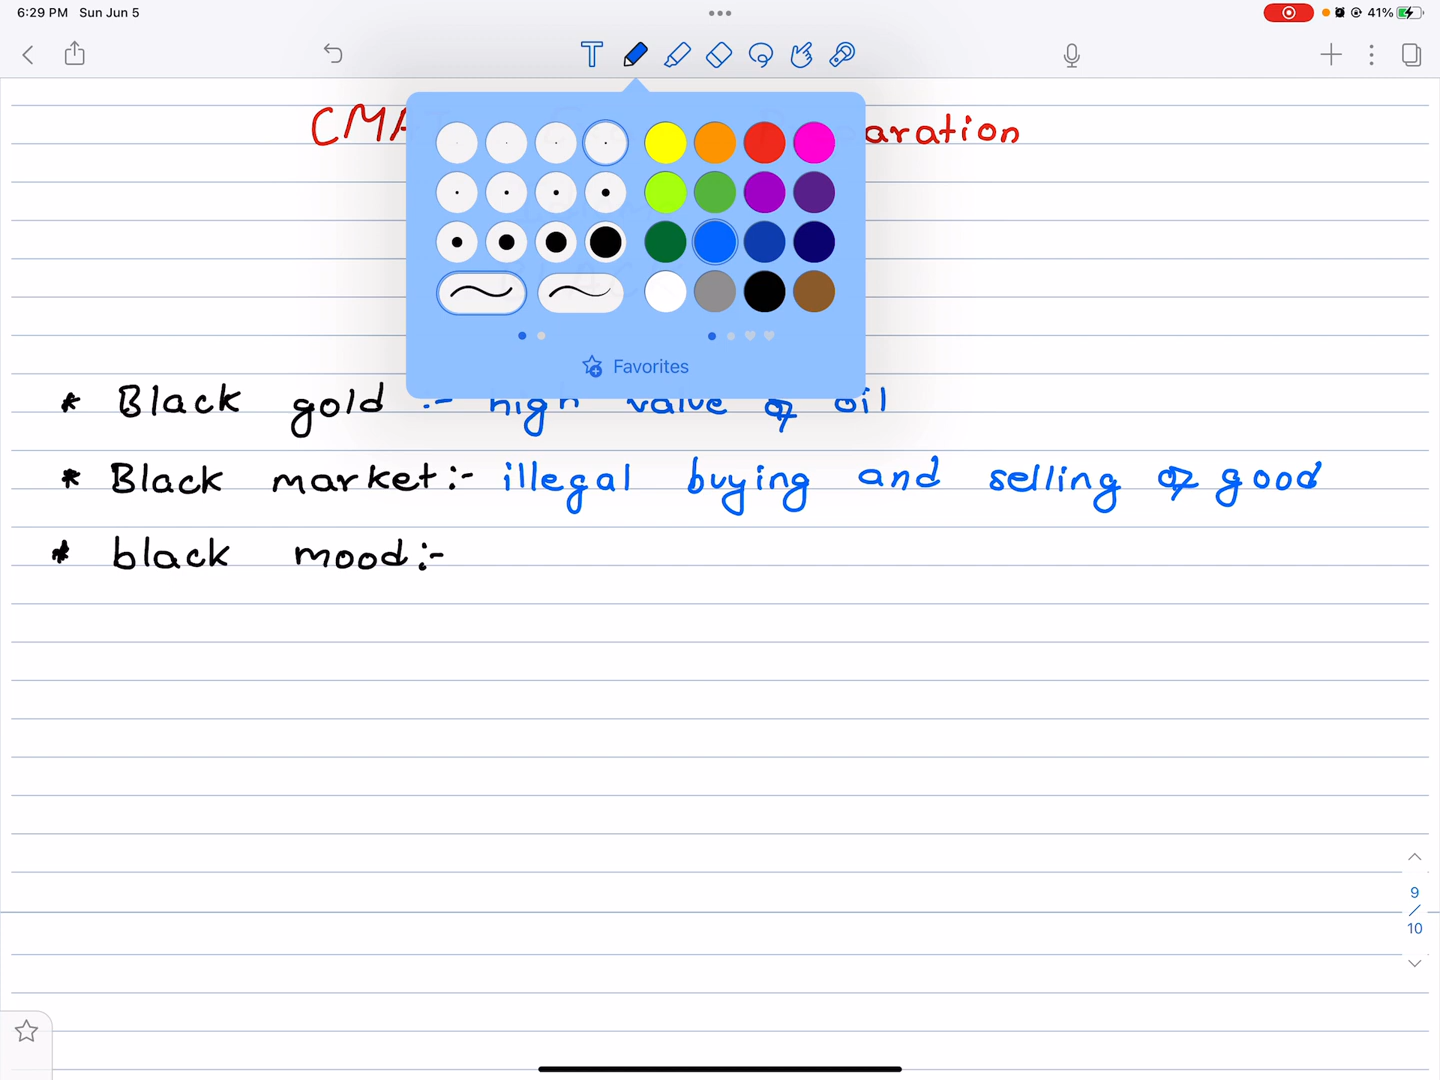 6:29 PM Sun Jun 5
41%
CMA aration
Favorites
* Black gold :- high value of oil
* Black market:- illegal buying and selling of good
* black mood:-
9
/
10